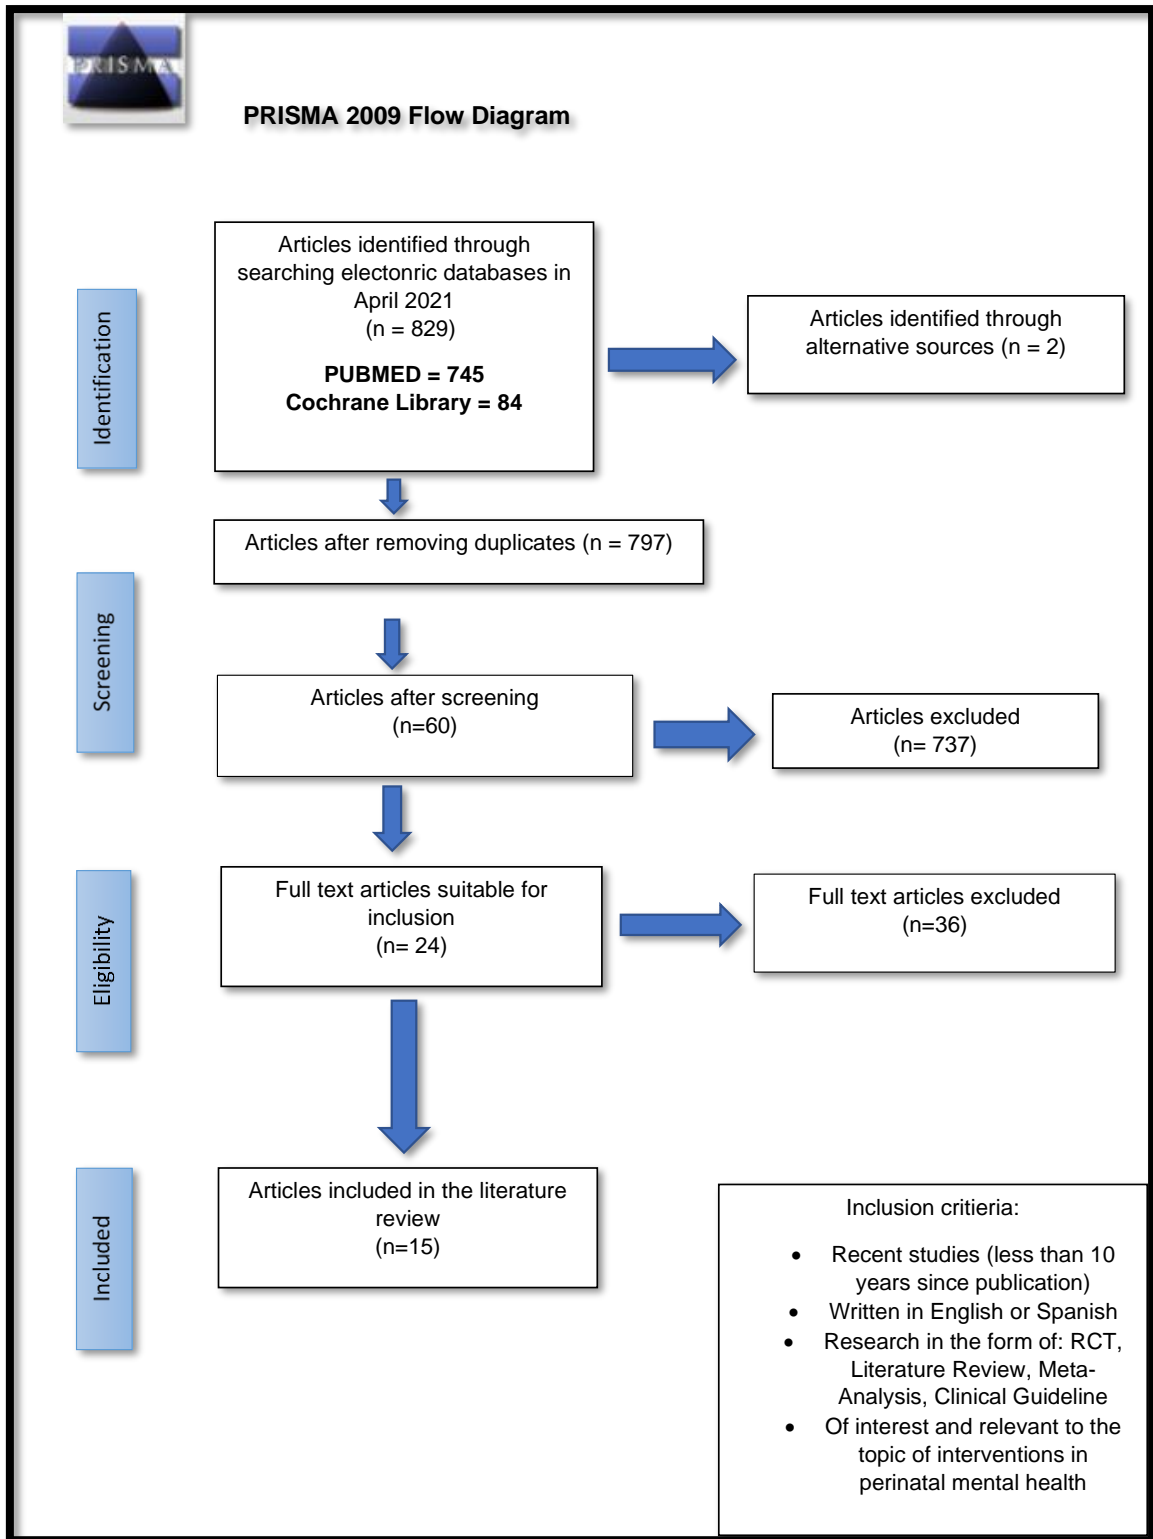 PRISMA
PRISMA 2009 Flow Diagram
Identification
Articles identified through
searching electonric databases in
April 2021
(n = 829)
PUBMED = 745
Cochrane Library = 84
Articles identified through
alternative sources (n = 2)
Articles after removing duplicates (n = 797)
Screening
Articles after screening
(n=60)
Articles excluded
(n= 737)
Eligibility
Full text articles suitable for
inclusion
(n= 24)
Full text articles excluded
(n=36)
Included
Articles included in the literature
review
(n=15)
Inclusion critieria:
• Recent studies (less than 10
years since publication)
• Written in English or Spanish
• Research in the form of: RCT,
Literature Review, Meta-
Analysis, Clinical Guideline
• Of interest and relevant to the
topic of interventions in
perinatal mental health